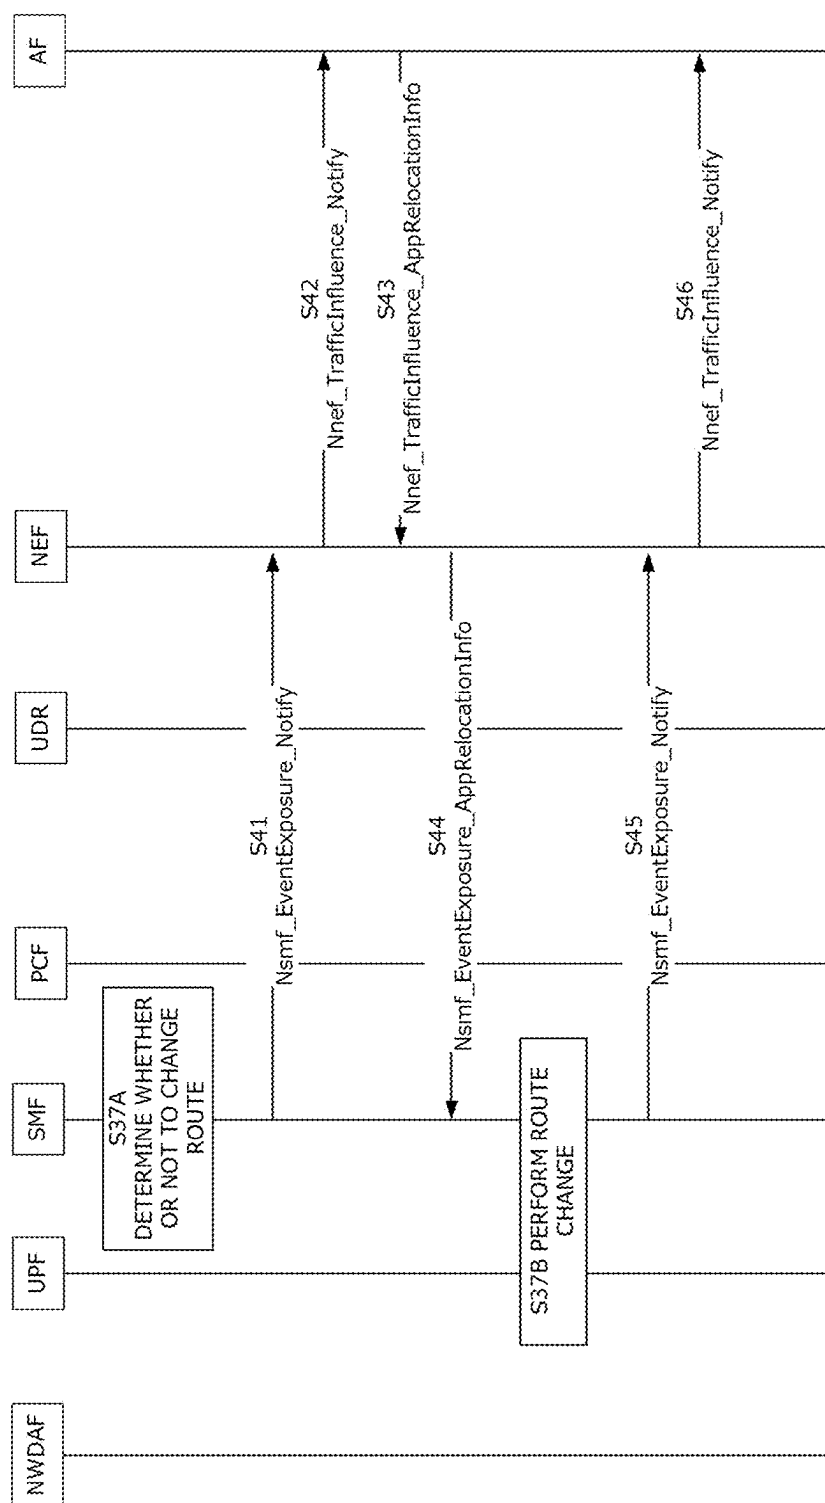 NWDAF
UPF
SMF
PCF
UDR
NEF
AF
S37A
DETERMINE WHETHER
OR NOT TO CHANGE
ROUTE
S41
Nsmf_EventExposure_Notify
S42
Nnef_TrafficInfluence_Notify
S43
Nnef_TrafficInfluence_AppRelocationInfo
S44
Nsmf_EventExposure_AppRelocationInfo
S37B PERFORM ROUTE
CHANGE
S45
Nsmf_EventExposure_Notify
S46
Nnef_TrafficInfluence_Notify